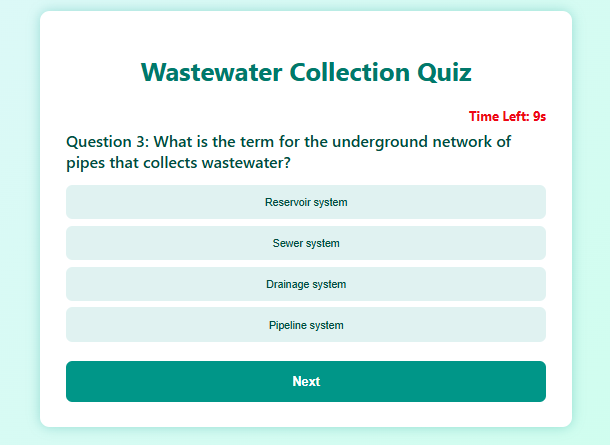 Wastewater Collection Quiz
Time Left: 9s
Question 3: What is the term for the underground network of
pipes that collects wastewater?
Reservoir system
Sewer system
Drainage system
Pipeline system
Next